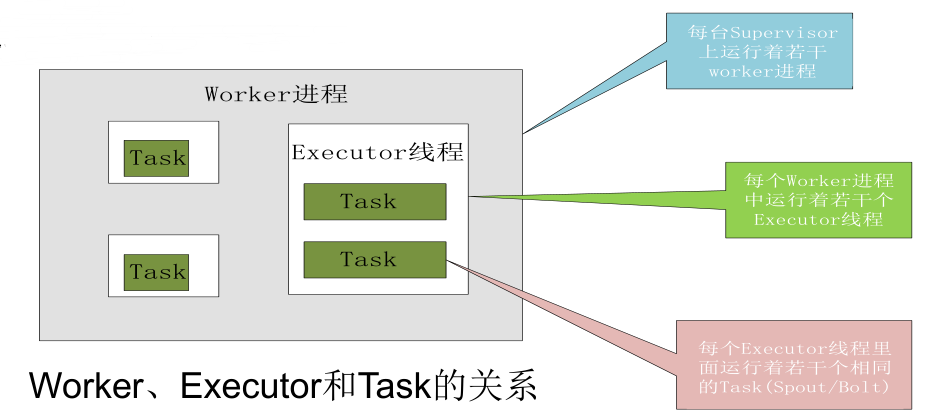 每台Supervisor
上运行着若干
worker进程
Worker进程
Task
Executor线程
Task
每个Worker进程
中运行着若干个
Executor线程
Task
Task
每个Executor线程里
面运行着若干个相同
的Task(Spout/Bolt)
Worker、Executor和Task的关系